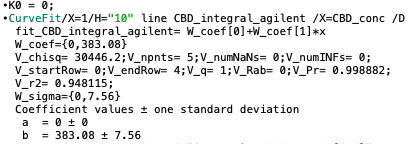 •K0 = 0;
•CurveFit/X=1/H="10" line CBD_integral_agilent /X=CBD_conc /D
fit_CBD_integral_agilent= W_coef[0]+W_coef[1]*x
W_coef={0,383.08}
V_chisq= 30446.2;V_npnts= 5;V_numNaNs= 0;V_numINFs= 0;
V_startRow= 0;V_endRow= 4;V_q= 1;V_Rab= 0;V_Pr= 0.998882;
V_r2= 0.948115;
W_sigma={0,7.56}
Coefficient values ± one standard deviation
a = 0 ± 0
b = 383.08 ± 7.56